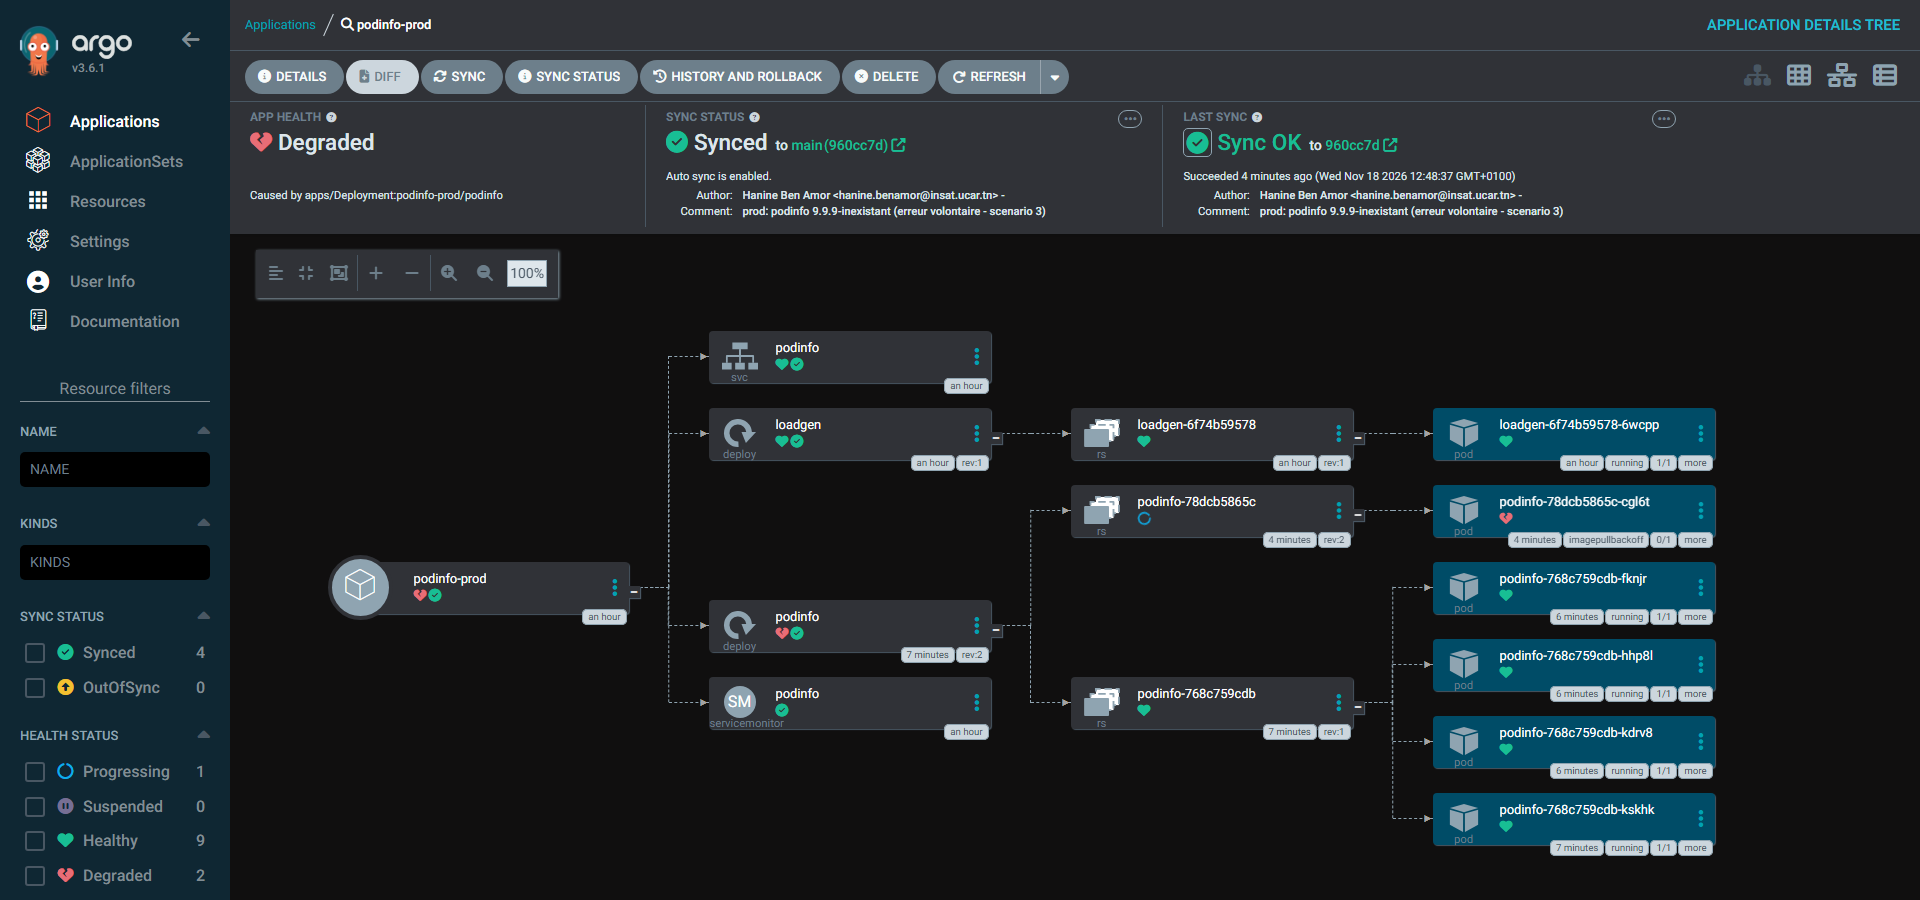 argo
v3.6.1
Applications
ApplicationSets
Resources
Settings
User Info
Documentation
Resource filters
NAME
NAME
KINDS
KINDS
SYNC STATUS
Synced 4
OutOfSync 0
HEALTH STATUS
Progressing 1
Suspended 0
Healthy 9
Degraded 2
Applications / podinfo-prod
APPLICATION DETAILS TREE
DETAILS
DIFF
SYNC
SYNC STATUS
HISTORY AND ROLLBACK
DELETE
REFRESH
APP HEALTH
Degraded
Caused by apps/Deployment:podinfo-prod/podinfo
SYNC STATUS
Synced to main (960cc7d)
Auto sync is enabled.
Author: Hanine Ben Amor <hanine.benamor@insat.ucar.tn> -
Comment: prod: podinfo 9.9.9-inexistant (erreur volontaire - scenario 3)
LAST SYNC
Sync OK to 960cc7d
Succeeded 4 minutes ago (Wed Nov 18 2026 12:48:37 GMT+0100)
Author: Hanine Ben Amor <hanine.benamor@insat.ucar.tn> -
Comment: prod: podinfo 9.9.9-inexistant (erreur volontaire - scenario 3)
100%
podinfo-prod
an hour
podinfo
svc
an hour
loadgen
deploy
an hour rev:1
podinfo
deploy
7 minutes rev:2
SM
podinfo
servicemonitor
an hour
loadgen-6f74b59578
rs
an hour rev:1
podinfo-78dcb5865c
rs
4 minutes rev:2
podinfo-768c759cdb
rs
7 minutes rev:1
loadgen-6f74b59578-6wcpp
pod
an hour running 1/1 more
podinfo-78dcb5865c-cgl6t
pod
4 minutes imagepullbackoff 0/1 more
podinfo-768c759cdb-fknjr
pod
6 minutes running 1/1 more
podinfo-768c759cdb-hhp8l
pod
6 minutes running 1/1 more
podinfo-768c759cdb-kdrv8
pod
6 minutes running 1/1 more
podinfo-768c759cdb-kskhk
pod
7 minutes running 1/1 more